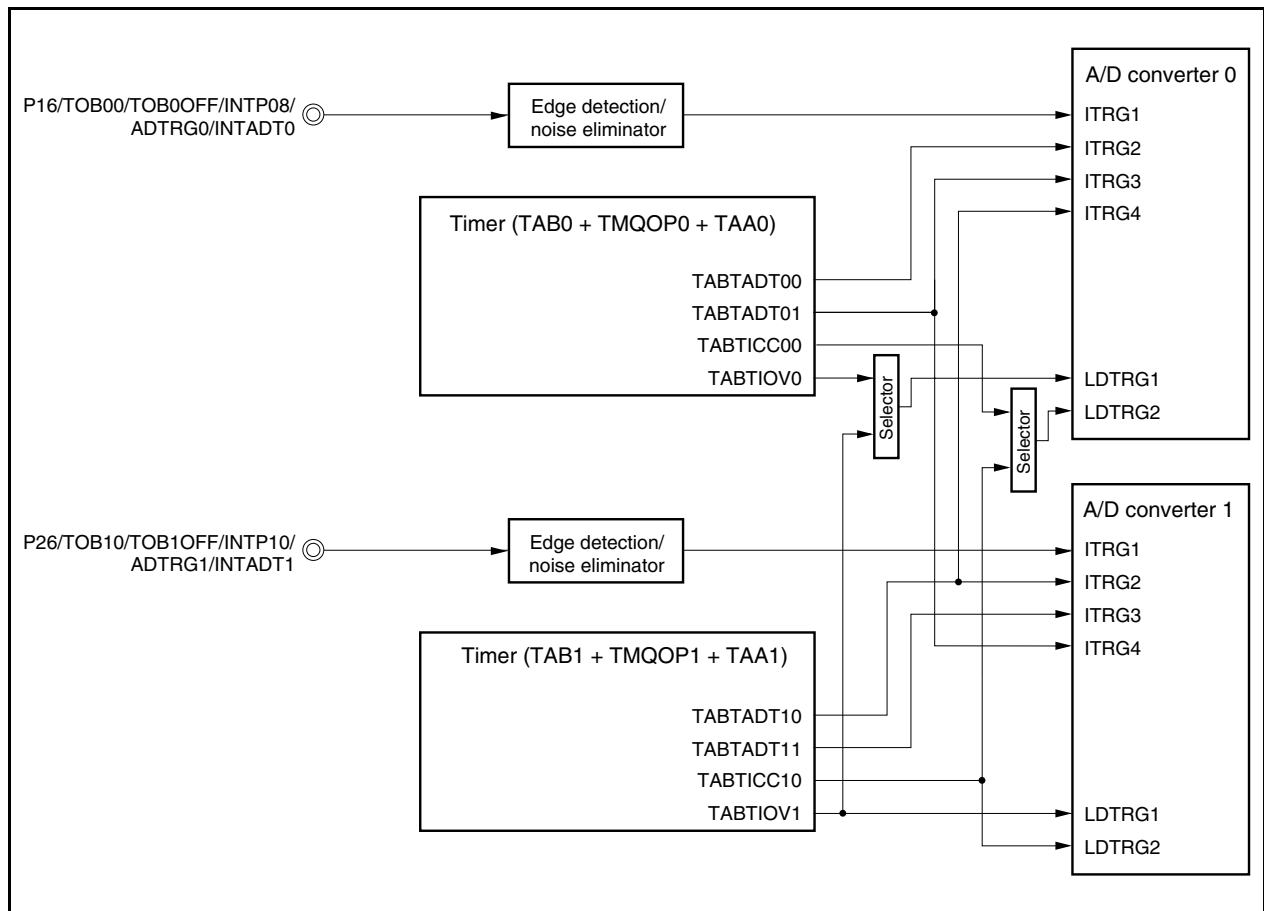 A/D converter 0
P16/TOB00/TOB0OFF/INTP08/
ADTRG0/INTADT0
Edge detection/
noise eliminator
ITRG1
ITRG2
ITRG3
ITRG4
Timer (TAB0 + TMQOP0 + TAA0)
TABTADT00
TABTADT01
TABTICC00
TABTIOV0
Selector
Selector
LDTRG1
LDTRG2
A/D converter 1
P26/TOB10/TOB1OFF/INTP10/
ADTRG1/INTADT1
Edge detection/
noise eliminator
ITRG1
ITRG2
ITRG3
ITRG4
Timer (TAB1 + TMQOP1 + TAA1)
TABTADT10
TABTADT11
TABTICC10
TABTIOV1
LDTRG1
LDTRG2